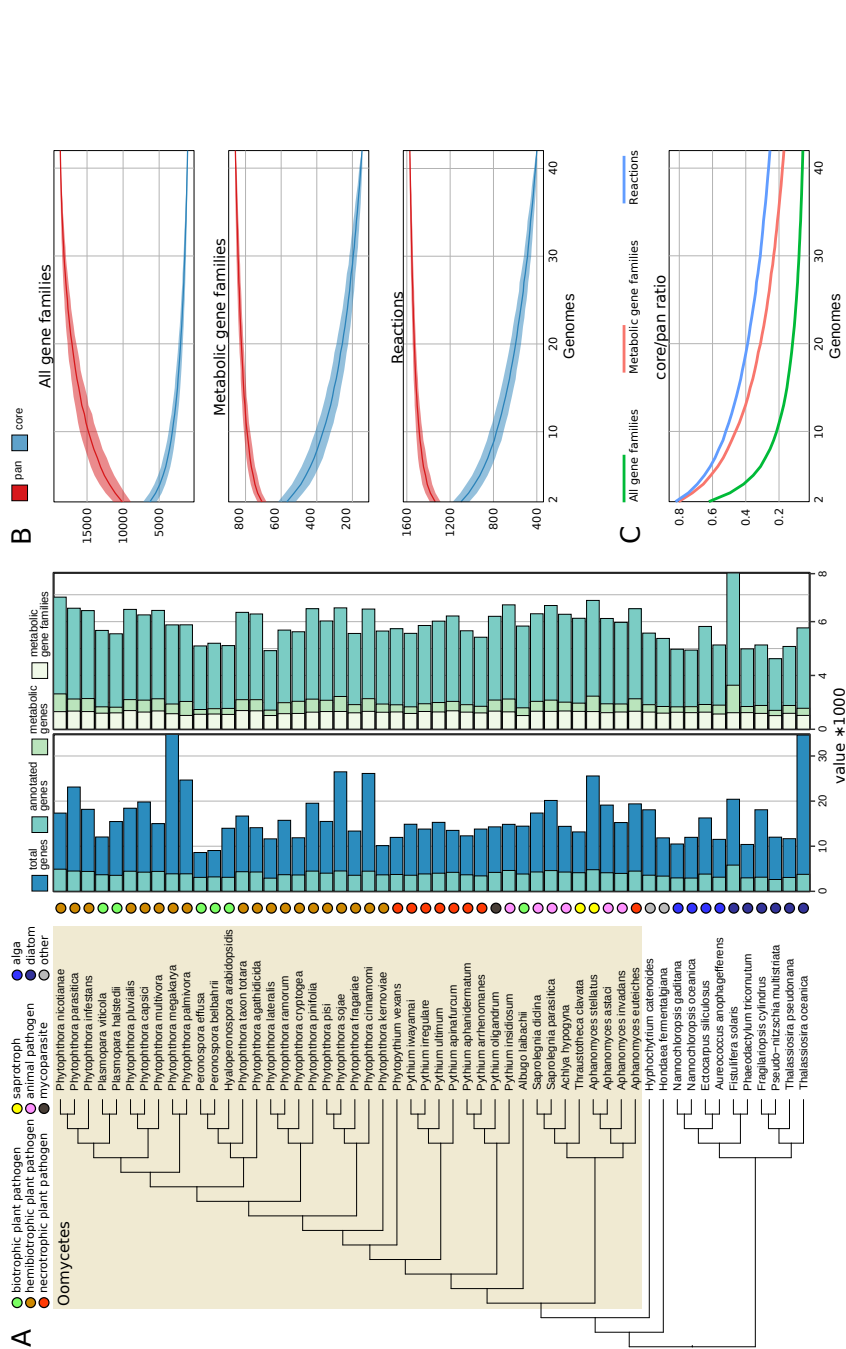 A
biotrophic plant pathogen
hemibiotrophic plant pathogen
necrotrophic plant pathogen
saprotroph
animal pathogen
mycoparasite
alga
diatom
other
total genes
annotated genes
metabolic genes
metabolic gene families
Oomycetes
Phytophthora nicotianae
Phytophthora parasitica
Phytophthora infestans
Plasmopara viticola
Plasmopara halstedii
Phytophthora pluvialis
Phytophthora capsici
Phytophthora multivora
Phytophthora megakarya
Phytophthora palmivora
Peronospora effusa
Peronospora belbahrii
Hyaloperonospora arabidopsidis
Phytophthora taxon totara
Phytophthora agathidicida
Phytophthora lateralis
Phytophthora ramorum
Phytophthora cryptogea
Phytophthora pinifolia
Phytophthora pisi
Phytophthora sojae
Phytophthora fragariae
Phytophthora cinnamomi
Phytophthora kernoviae
Phytopythium vexans
Pythium iwayamai
Pythium irregulare
Pythium ultimum
Pythium apinafurcum
Pythium aphanidermatum
Pythium arrhenomanes
Pythium oligandrum
Pythium insidiosum
Albugo laibachii
Saprolegnia diclina
Saprolegnia parasitica
Achlya hypogyna
Thraustotheca clavata
Aphanomyces stellatus
Aphanomyces astaci
Aphanomyces invadans
Aphanomyces euteiches
Hyphochytrium catenoides
Hondaea fermentalgiana
Nannochloropsis gaditana
Nannochloropsis oceanica
Ectocarpus siliculosus
Aureococcus anophagefferens
Fistulifera solaris
Phaeodactylum tricornutum
Fragilariopsis cylindrus
Pseudo−nitzschia multistriata
Thalassiosira pseudonana
Thalassiosira oceanica
0 10 20 30
0 4 6 8
value *1000
B
pan core
All gene families
15000
10000
5000
Metabolic gene families
800
600
400
200
Reactions
1600
1200
800
400
2 10 20 30 40
Genomes
C
All gene families
Metabolic gene families
Reactions
core/pan ratio
0.8
0.6
0.4
0.2
2 10 20 30 40
Genomes